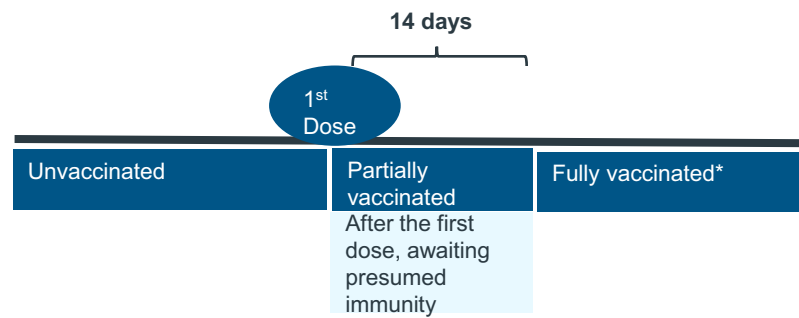 14 days
1st
Dose
Unvaccinated
Partially
vaccinated
Fully vaccinated*
After the first
dose, awaiting
presumed
immunity